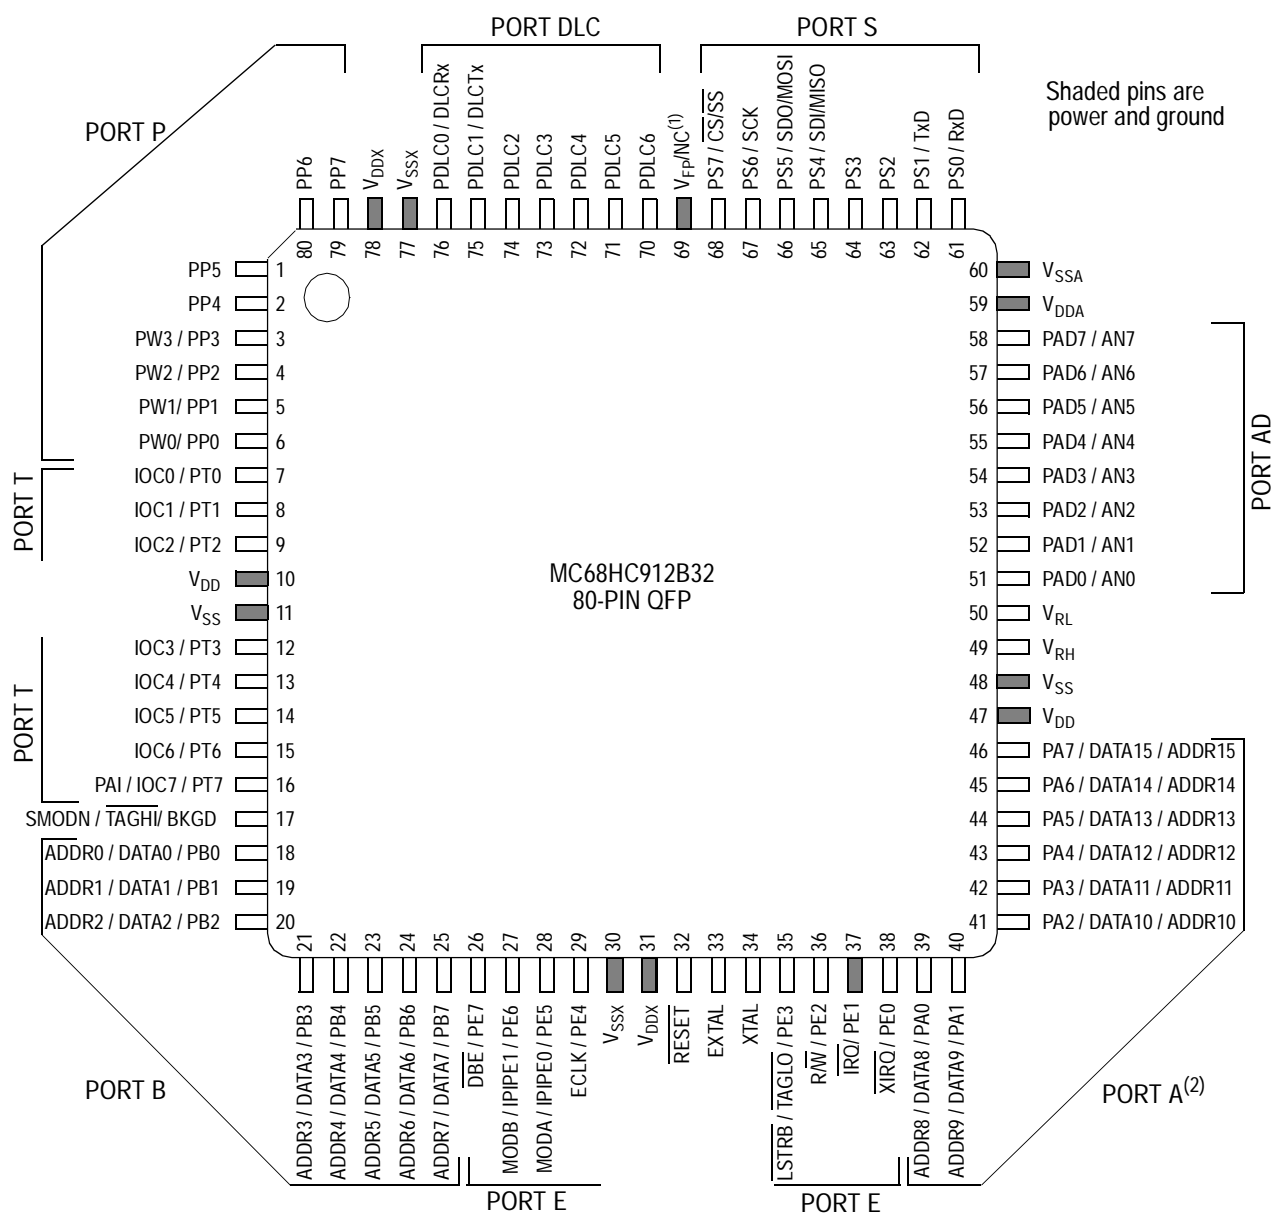 PORT DLC
PORT S
PORT P
Shaded pins are
power and ground
PP6
PP7
VDDX
VSSX
PDLC0 / DLCRx
PDLC1 / DLCTx
PDLC2
PDLC3
PDLC4
PDLC5
PDLC6
VFP/NC(1)
PS7 / CS/SS
PS6 / SCK
PS5 / SDO/MOSI
PS4 / SDI/MISO
PS3
PS2
PS1 / TxD
PS0 / RxD
80
79
78
77
76
75
74
73
72
71
70
69
68
67
66
65
64
63
62
61
PP5 1
PP4 2
PW3 / PP3 3
PW2 / PP2 4
PW1/ PP1 5
PW0/ PP0 6
PORT T
IOC0 / PT0 7
IOC1 / PT1 8
IOC2 / PT2 9
VDD 10
VSS 11
PORT T
IOC3 / PT3 12
IOC4 / PT4 13
IOC5 / PT5 14
IOC6 / PT6 15
PAI / IOC7 / PT7 16
SMODN / TAGHI/ BKGD 17
ADDR0 / DATA0 / PB0 18
ADDR1 / DATA1 / PB1 19
ADDR2 / DATA2 / PB2 20
MC68HC912B32
80-PIN QFP
60 VSSA
59 VDDA
58 PAD7 / AN7
57 PAD6 / AN6
56 PAD5 / AN5
55 PAD4 / AN4
54 PAD3 / AN3
53 PAD2 / AN2
52 PAD1 / AN1
51 PAD0 / AN0
PORT AD
50 VRL
49 VRH
48 VSS
47 VDD
46 PA7 / DATA15 / ADDR15
45 PA6 / DATA14 / ADDR14
44 PA5 / DATA13 / ADDR13
43 PA4 / DATA12 / ADDR12
42 PA3 / DATA11 / ADDR11
41 PA2 / DATA10 / ADDR10
21
22
23
24
25
26
27
28
29
30
31
32
33
34
35
36
37
38
39
40
ADDR3 / DATA3 / PB3
ADDR4 / DATA4 / PB4
ADDR5 / DATA5 / PB5
ADDR6 / DATA6 / PB6
ADDR7 / DATA7 / PB7
DBE / PE7
MODB / IPIPE1 / PE6
MODA / IPIPE0 / PE5
ECLK / PE4
VSSX
VDDX
RESET
EXTAL
XTAL
LSTRB / TAGLO / PE3
R/W / PE2
IRQ/ PE1
XIRQ / PE0
ADDR8 / DATA8 / PA0
ADDR9 / DATA9 / PA1
PORT B
PORT A(2)
PORT E
PORT E